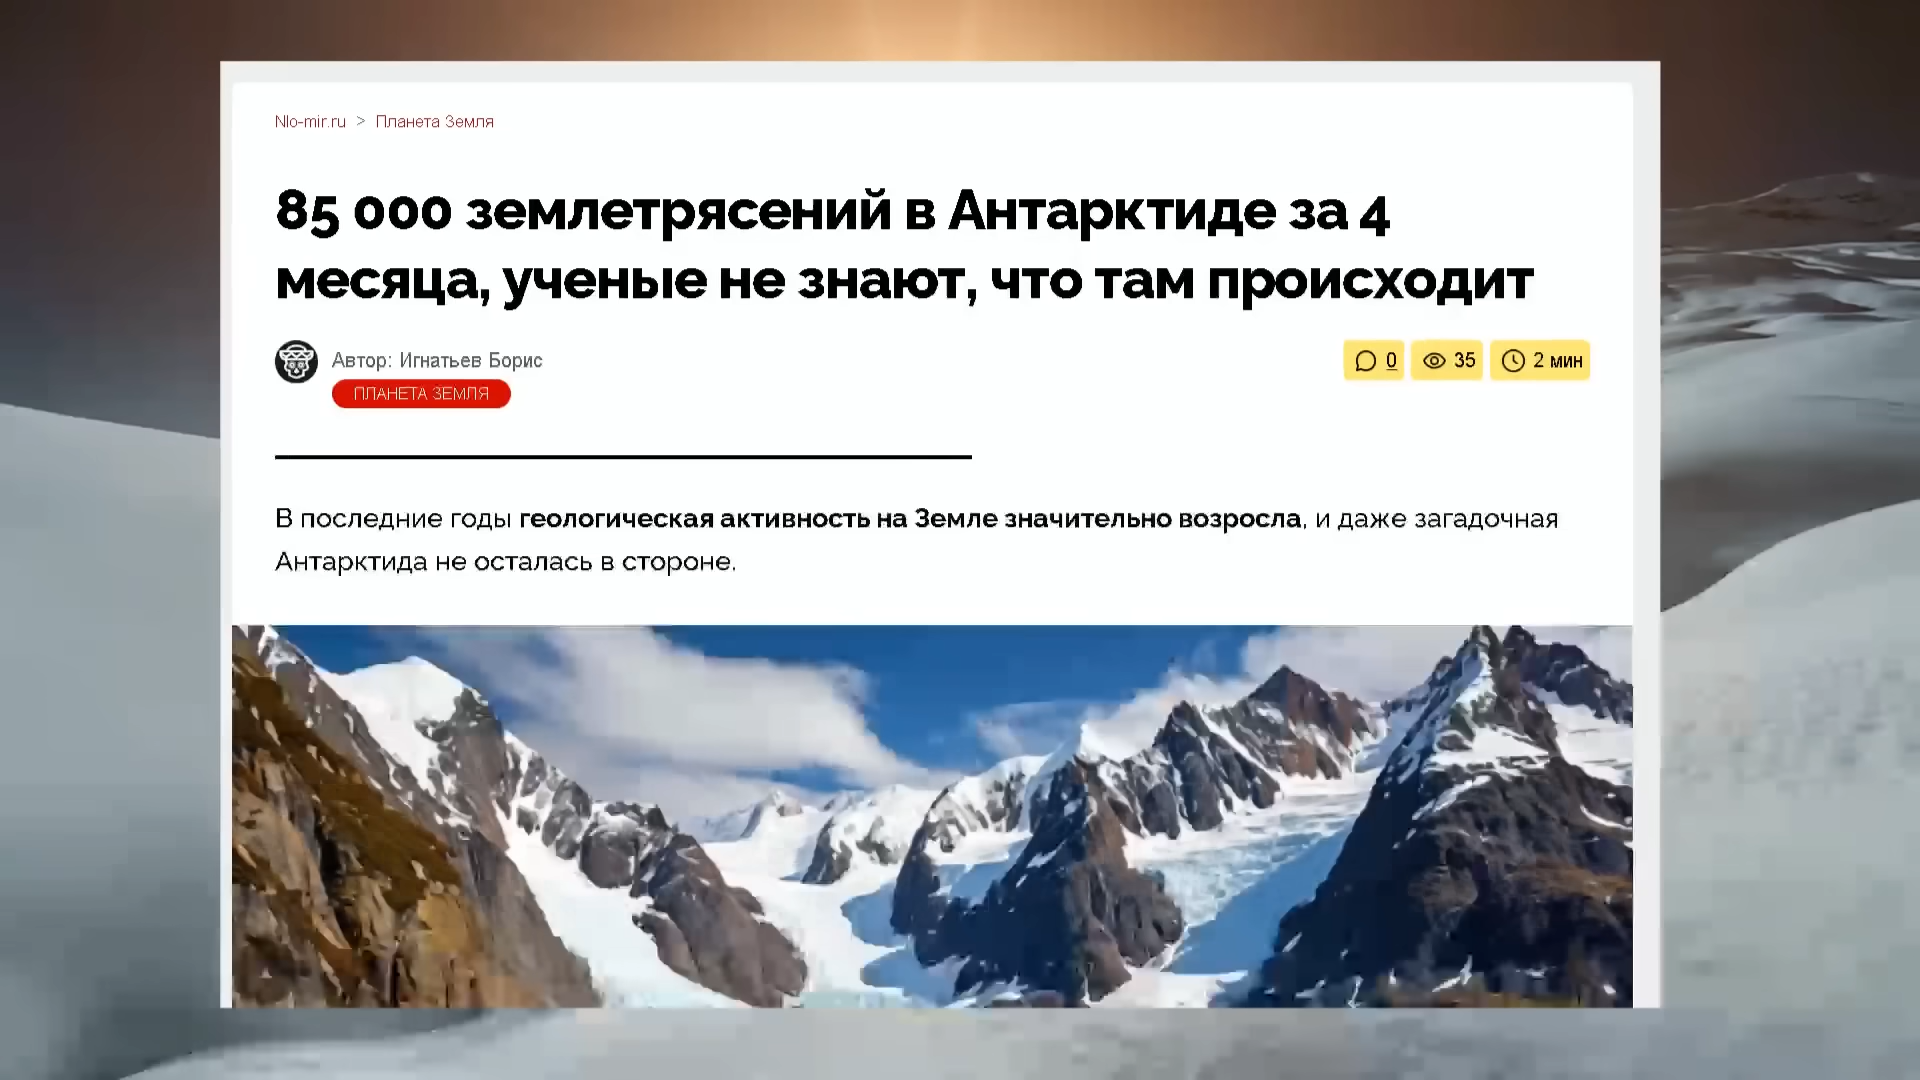 Nlo-mir.ru > Планета Земля
85 000 землетрясений в Антарктиде за 4
месяца, ученые не знают, что там происходит
Автор: Игнатьев Борис
0 35 2 мин
ПЛАНЕТА ЗЕМЛЯ
В последние годы геологическая активность на Земле значительно возросла, и даже загадочная
Антарктида не осталась в стороне.